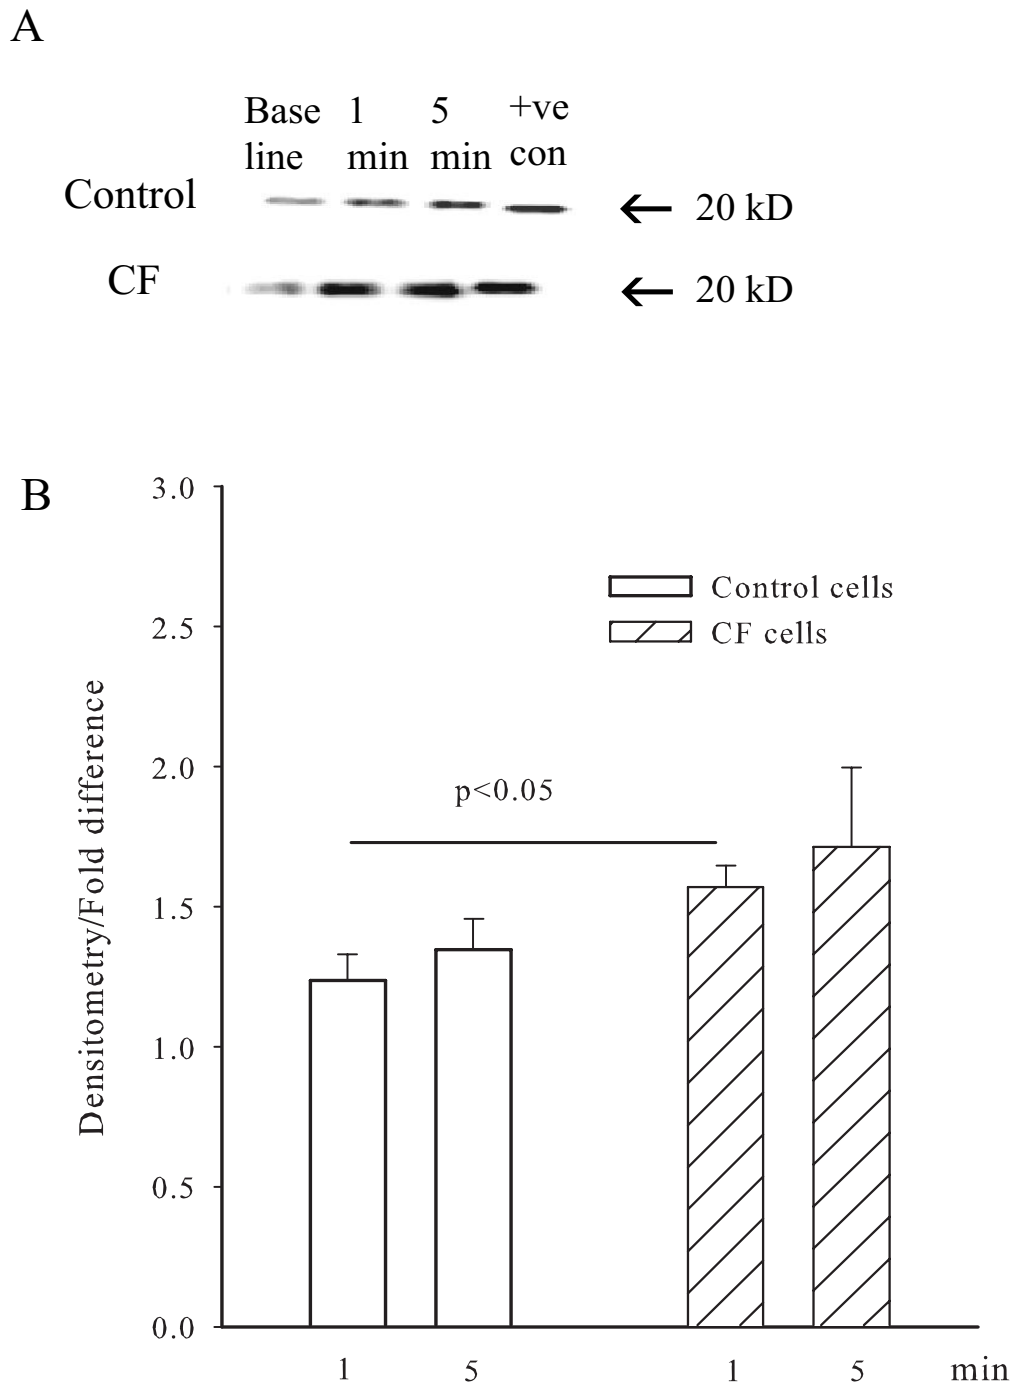 A
Base 1 5 +ve
line min min con
Control ← 20 kD
CF ← 20 kD
B
3.0
2.5
2.0
1.5
1.0
0.5
0.0
Densitometry/Fold difference
Control cells
CF cells
p<0.05
1 5 1 5 min